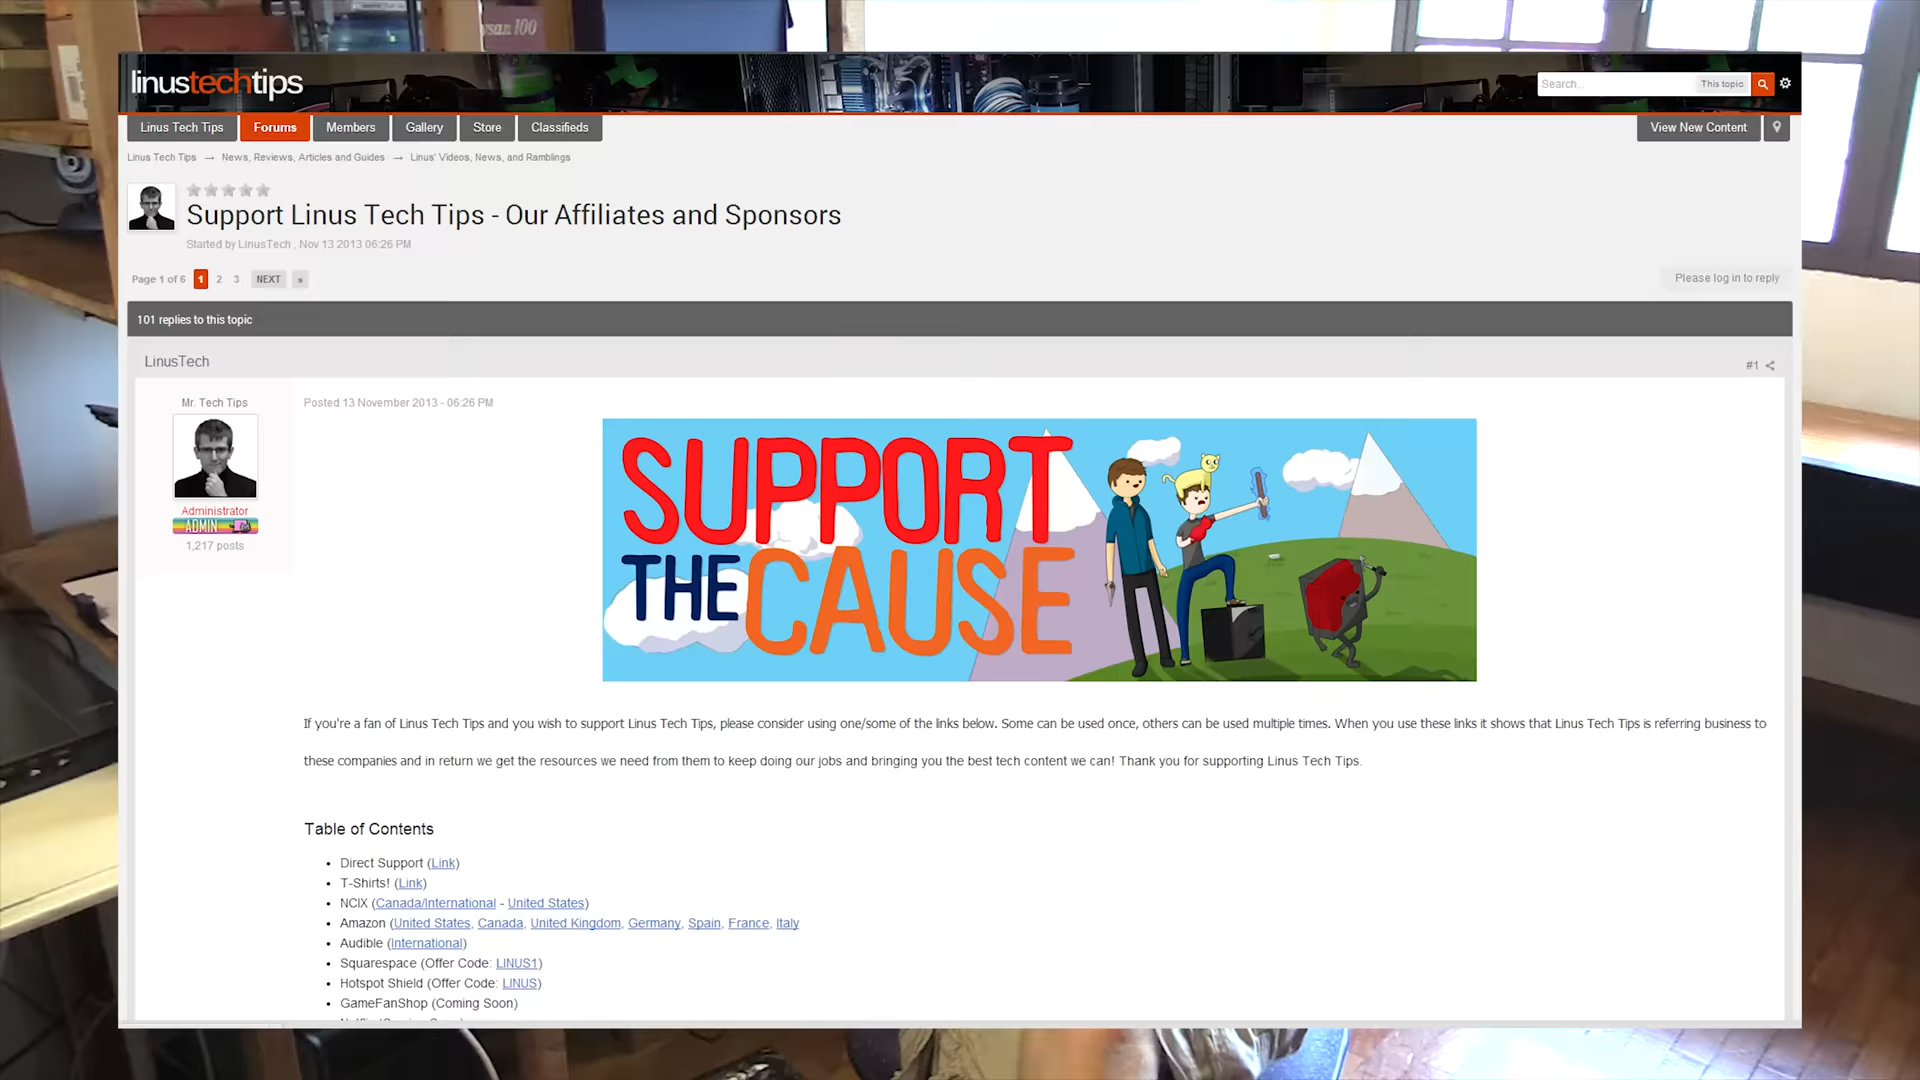 ysan 100
linustechtips
Search...
This topic
Linus Tech Tips
Forums
Members
Gallery
Store
Classifieds
View New Content
Linus Tech Tips → News, Reviews, Articles and Guides → Linus' Videos, News, and Ramblings
Support Linus Tech Tips - Our Affiliates and Sponsors
Started by LinusTech , Nov 13 2013 06:26 PM
Page 1 of 6 1 2 3 NEXT »
Please log in to reply
101 replies to this topic
LinusTech
#1
Mr. Tech Tips
Administrator
ADMIN
1,217 posts
Posted 13 November 2013 - 06:26 PM
SUPPORT
THE CAUSE
If you're a fan of Linus Tech Tips and you wish to support Linus Tech Tips, please consider using one/some of the links below. Some can be used once, others can be used multiple times. When you use these links it shows that Linus Tech Tips is referring business to
these companies and in return we get the resources we need from them to keep doing our jobs and bringing you the best tech content we can! Thank you for supporting Linus Tech Tips.
Table of Contents
• Direct Support (Link)
• T-Shirts! (Link)
• NCIX (Canada/International - United States)
• Amazon (United States, Canada, United Kingdom, Germany, Spain, France, Italy
• Audible (International)
• Squarespace (Offer Code: LINUS1)
• Hotspot Shield (Offer Code: LINUS)
• GameFanShop (Coming Soon)